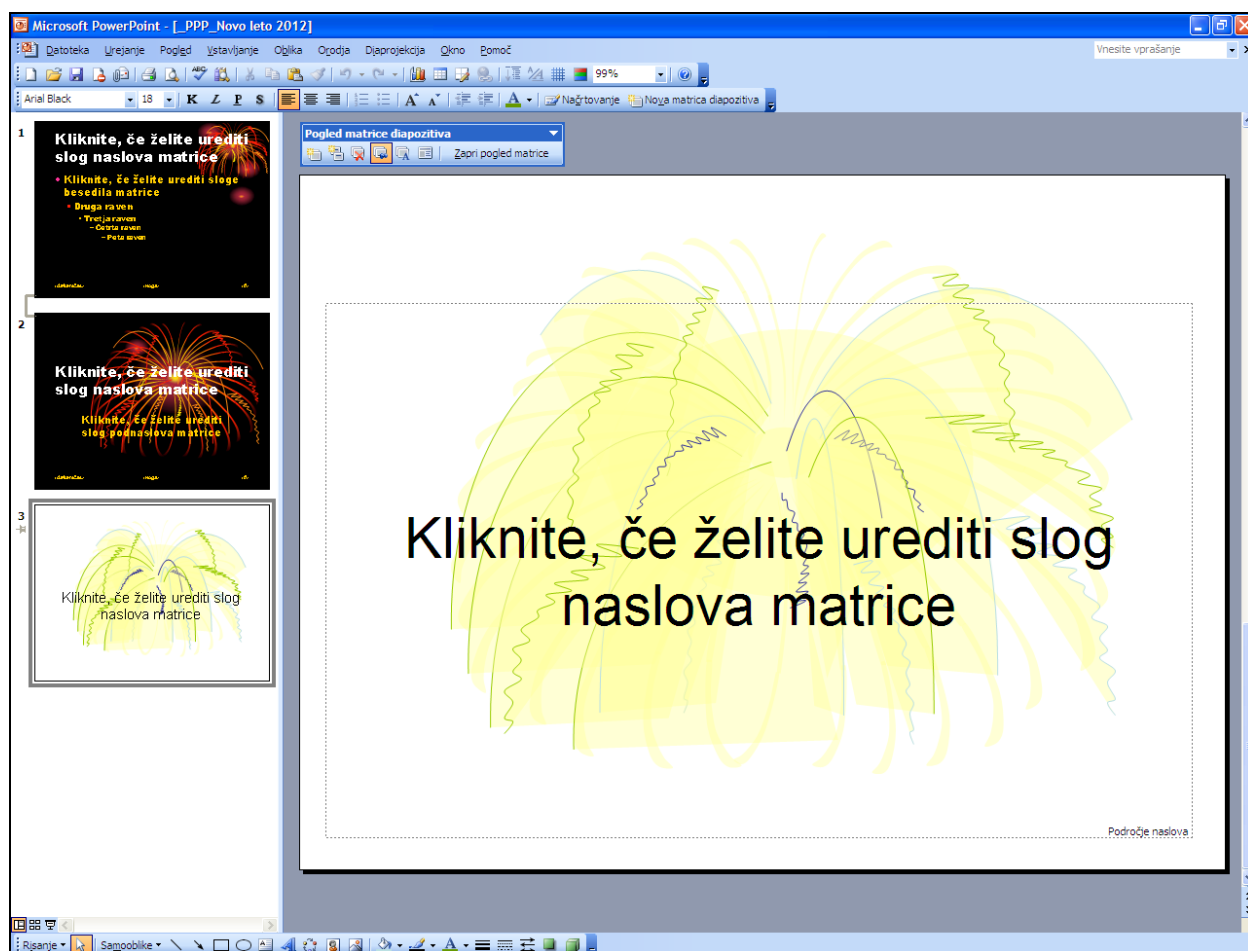 Microsoft PowerPoint - [_PPP_Novo leto 2012]
Datoteka Urejanje Pogled Vstavljanje Oblika Orodja Djaprojekcija Okno Pomoč
Vnesite vprašanje
99%
Arial Black 18 K L P S A A A Načrtovanje Nova matrica diapozitiva
1
Kliknite, če želite urediti
slog naslova matrice
• Kliknite, če želite urediti sloge
besedila matrice
• Druga raven
• Tretja raven
– Četrta raven
– Peta raven
2
Kliknite, če želite urediti
slog naslova matrice
Kliknite, če želite urediti
slog podnaslova matrice
3
Kliknite, če želite urediti slog
naslova matrice
Pogled matrice diapozitiva
Zapri pogled matrice
Kliknite, če želite urediti slog
naslova matrice
Področje naslova
Risanje Samooblike